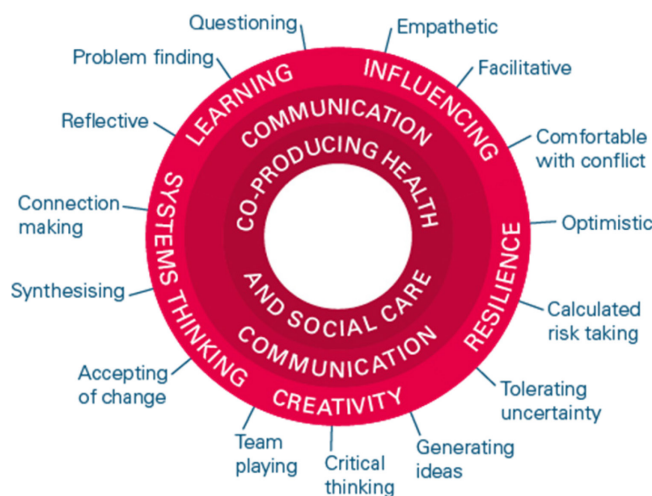 Questioning
Empathetic
Problem finding
Facilitative
Reflective
Comfortable
with conflict
Connection
making
Optimistic
Synthesising
Calculated
risk taking
Accepting
of change
Tolerating
uncertainty
Team
playing
Critical
thinking
Generating
ideas
LEARNING
INFLUENCING
RESILIENCE
CREATIVITY
SYSTEMS THINKING
COMMUNICATION
CO-PRODUCING HEALTH
AND SOCIAL CARE
COMMUNICATION